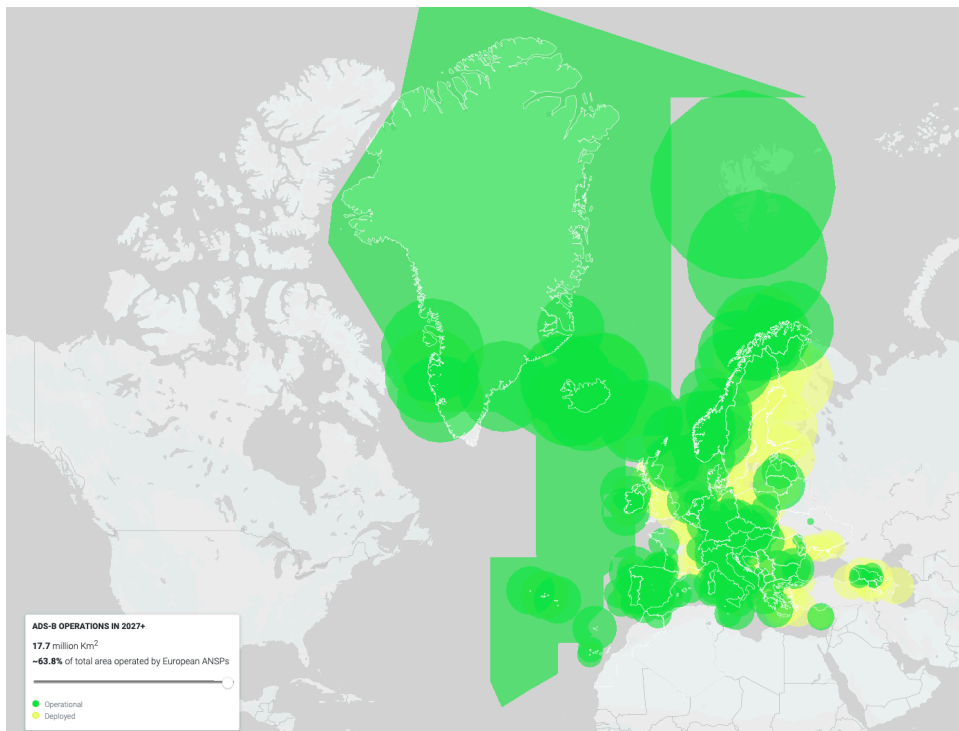 ADS-B OPERATIONS IN 2027+
17.7 million Km²
~63.8% of total area operated by European ANSPs
Operational
Deployed